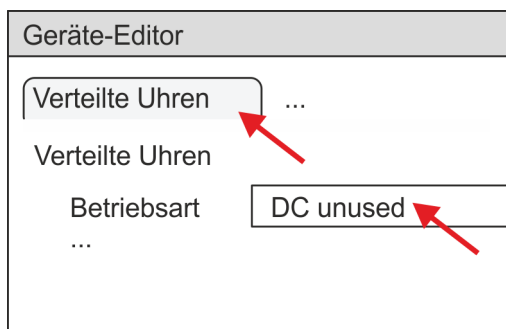 Geräte-Editor
Verteilte Uhren ...
Verteilte Uhren
Betriebsart DC unused
...